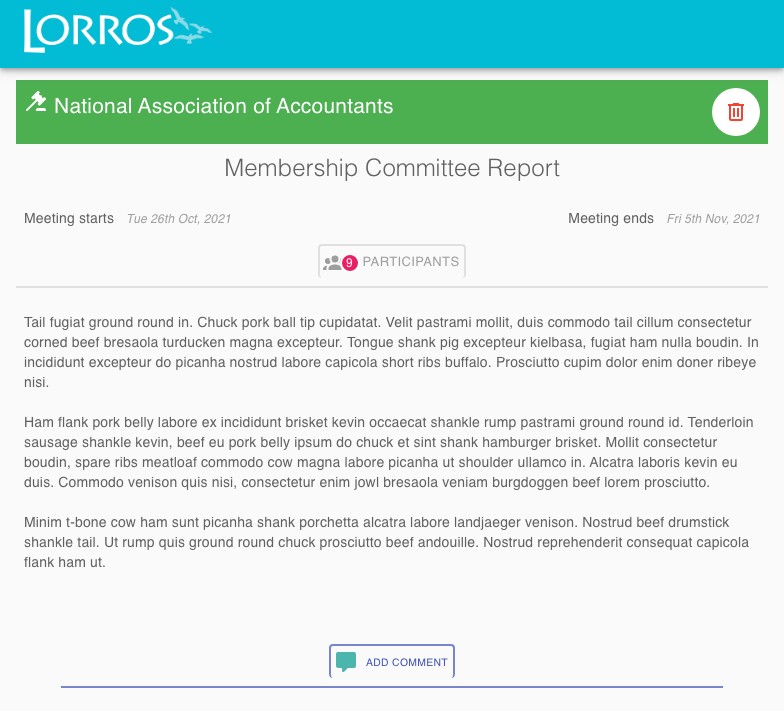 LORROS
National Association of Accountants
Membership Committee Report
Meeting starts Tue 26th Oct, 2021 Meeting ends Fri 5th Nov, 2021
9 PARTICIPANTS
Tail fugiat ground round in. Chuck pork ball tip cupidatat. Velit pastrami mollit, duis commodo tail cillum consectetur
corned beef bresaola turducken magna excepteur. Tongue shank pig excepteur kielbasa, fugiat ham nulla boudin. In
incididunt excepteur do picanha nostrud labore capicola short ribs buffalo. Prosciutto cupim dolor enim doner ribeye
nisi.
Ham flank pork belly labore ex incididunt brisket kevin occaecat shankle rump pastrami ground round id. Tenderloin
sausage shankle kevin, beef eu pork belly ipsum do chuck et sint shank hamburger brisket. Mollit consectetur
boudin, spare ribs meatloaf commodo cow magna labore picanha ut shoulder ullamco in. Alcatra laboris kevin eu
duis. Commodo venison quis nisi, consectetur enim jowl bresaola veniam burgdoggen beef lorem prosciutto.
Minim t-bone cow ham sunt picanha shank porchetta alcatra labore landjaeger venison. Nostrud beef drumstick
shankle tail. Ut rump quis ground round chuck prosciutto beef andouille. Nostrud reprehenderit consequat capicola
flank ham ut.
ADD COMMENT